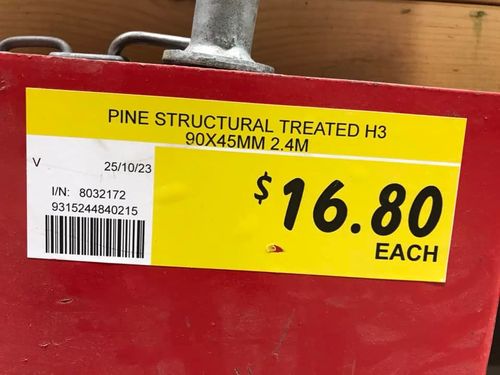 PINE STRUCTURAL TREATED H3
90X45MM 2.4M
V 25/10/23
I/N: 8032172
9315244840215
$16.80
EACH